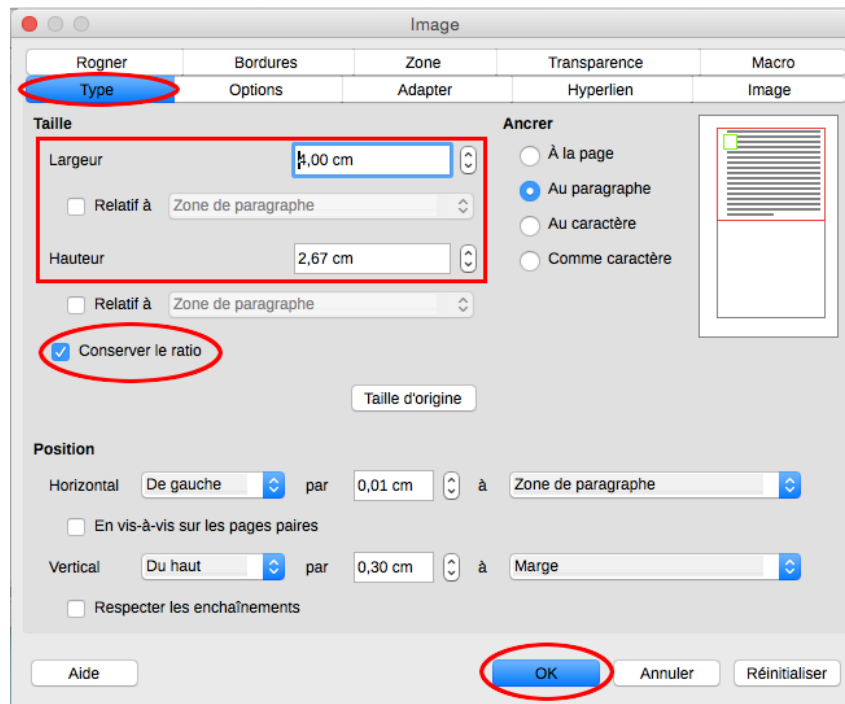 Image
Rogner Bordures Zone Transparence Macro
Type Options Adapter Hyperlien Image
Taille
Largeur 4,00 cm
Relatif à Zone de paragraphe
Hauteur 2,67 cm
Relatif à Zone de paragraphe
Conserver le ratio
Taille d'origine
Ancrer
À la page
Au paragraphe
Au caractère
Comme caractère
Position
Horizontal De gauche par 0,01 cm à Zone de paragraphe
En vis-à-vis sur les pages paires
Vertical Du haut par 0,30 cm à Marge
Respecter les enchaînements
Aide OK Annuler Réinitialiser